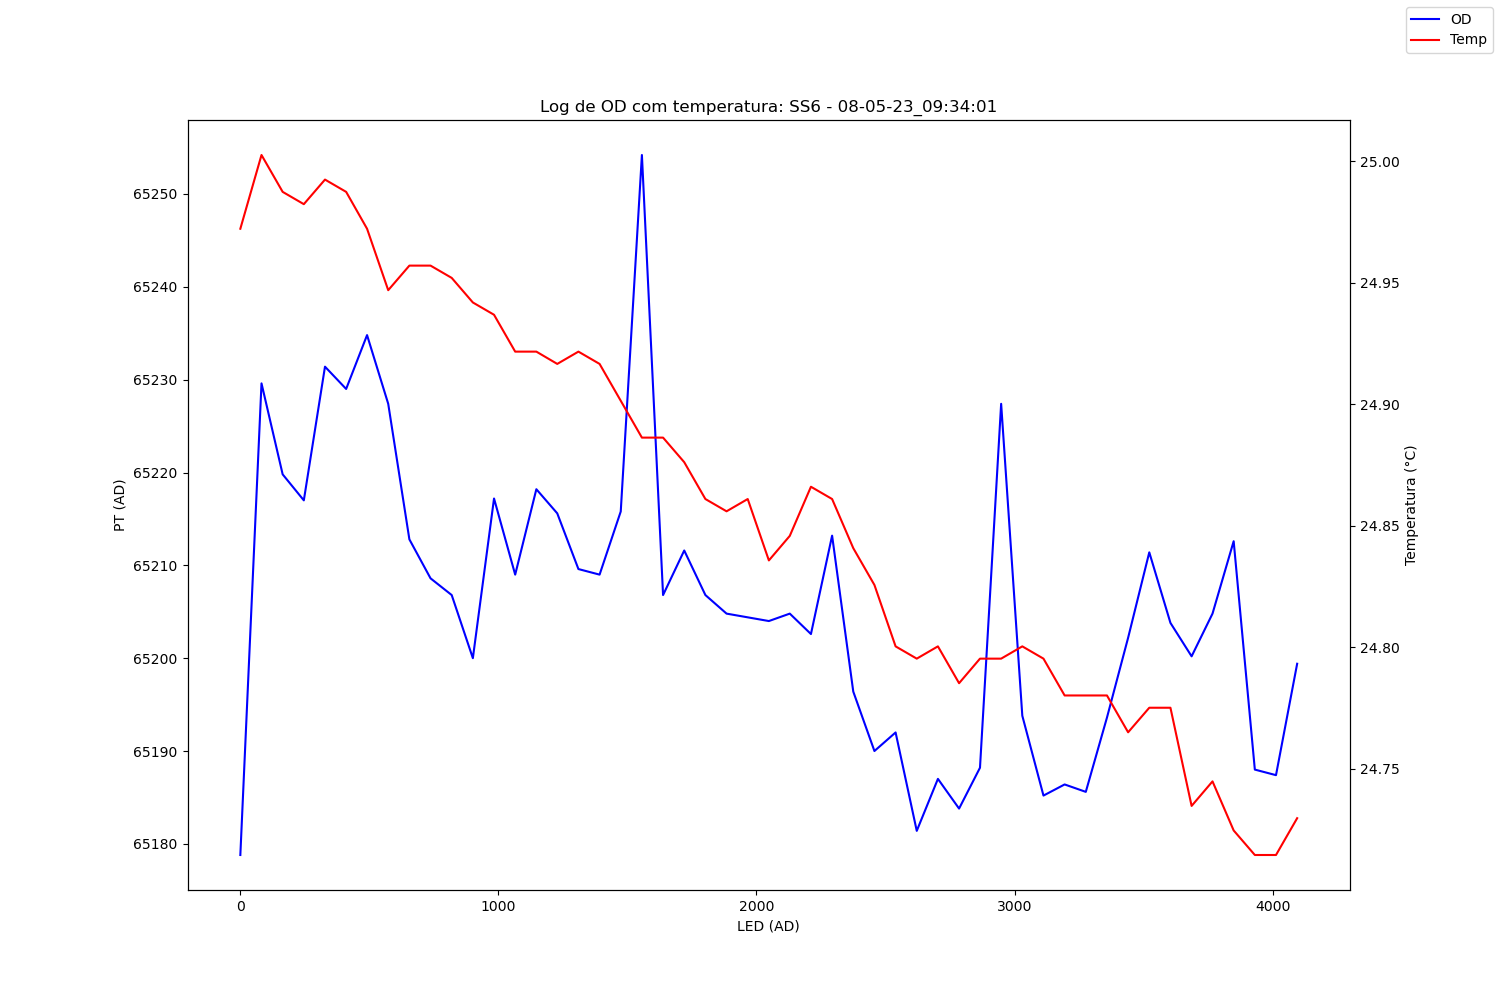 OD
Temp
Log de OD com temperatura: SS6 - 08-05-23_09:34:01
65250
65240
65230
65220
65210
65200
65190
65180
PT (AD)
25.00
24.95
24.90
24.85
24.80
24.75
Temperatura (°C)
0 1000 2000 3000 4000
LED (AD)